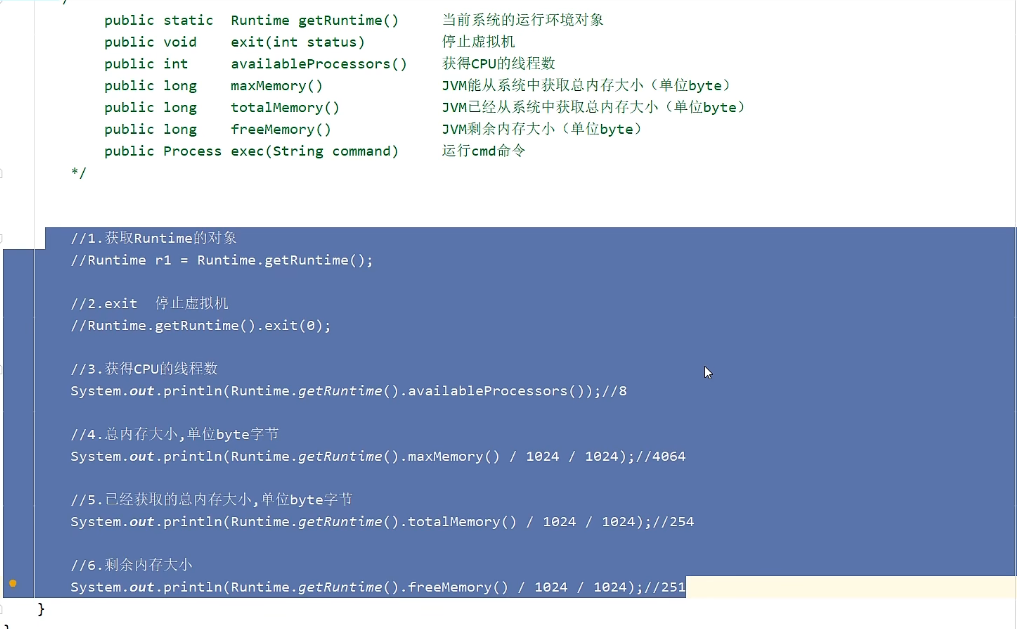 public static Runtime getRuntime() 当前系统的运行环境对象
public void exit(int status) 停止虚拟机
public int availableProcessors() 获得CPU的线程数
public long maxMemory() JVM能从系统中获取总内存大小（单位byte）
public long totalMemory() JVM已经从系统中获取总内存大小（单位byte）
public long freeMemory() JVM剩余内存大小（单位byte）
public Process exec(String command) 运行cmd命令
*/
//1.获取Runtime的对象
//Runtime r1 = Runtime.getRuntime();
//2.exit 停止虚拟机
//Runtime.getRuntime().exit(0);
//3.获得CPU的线程数
System.out.println(Runtime.getRuntime().availableProcessors());//8
//4.总内存大小,单位byte字节
System.out.println(Runtime.getRuntime().maxMemory() / 1024 / 1024);//4064
//5.已经获取的总内存大小,单位byte字节
System.out.println(Runtime.getRuntime().totalMemory() / 1024 / 1024);//254
//6.剩余内存大小
System.out.println(Runtime.getRuntime().freeMemory() / 1024 / 1024);//251
}